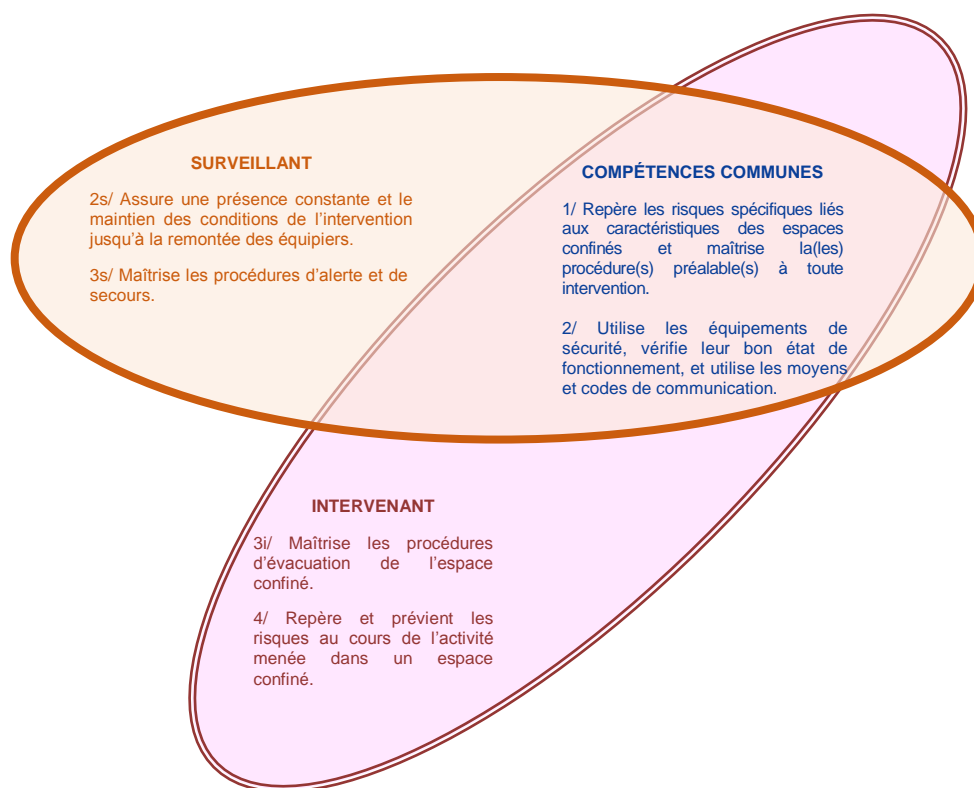 SURVEILLANT
2s/ Assure une présence constante et le
maintien des conditions de l’intervention
jusqu’à la remontée des équipiers.
3s/ Maîtrise les procédures d’alerte et de
secours.
COMPÉTENCES COMMUNES
1/ Repère les risques spécifiques liés
aux caractéristiques des espaces
confinés et maîtrise la(les)
procédure(s) préalable(s) à toute
intervention.
2/ Utilise les équipements de
sécurité, vérifie leur bon état de
fonctionnement, et utilise les moyens
et codes de communication.
INTERVENANT
3i/ Maîtrise les procédures
d’évacuation de l’espace
confiné.
4/ Repère et prévient les
risques au cours de l’activité
menée dans un espace
confiné.